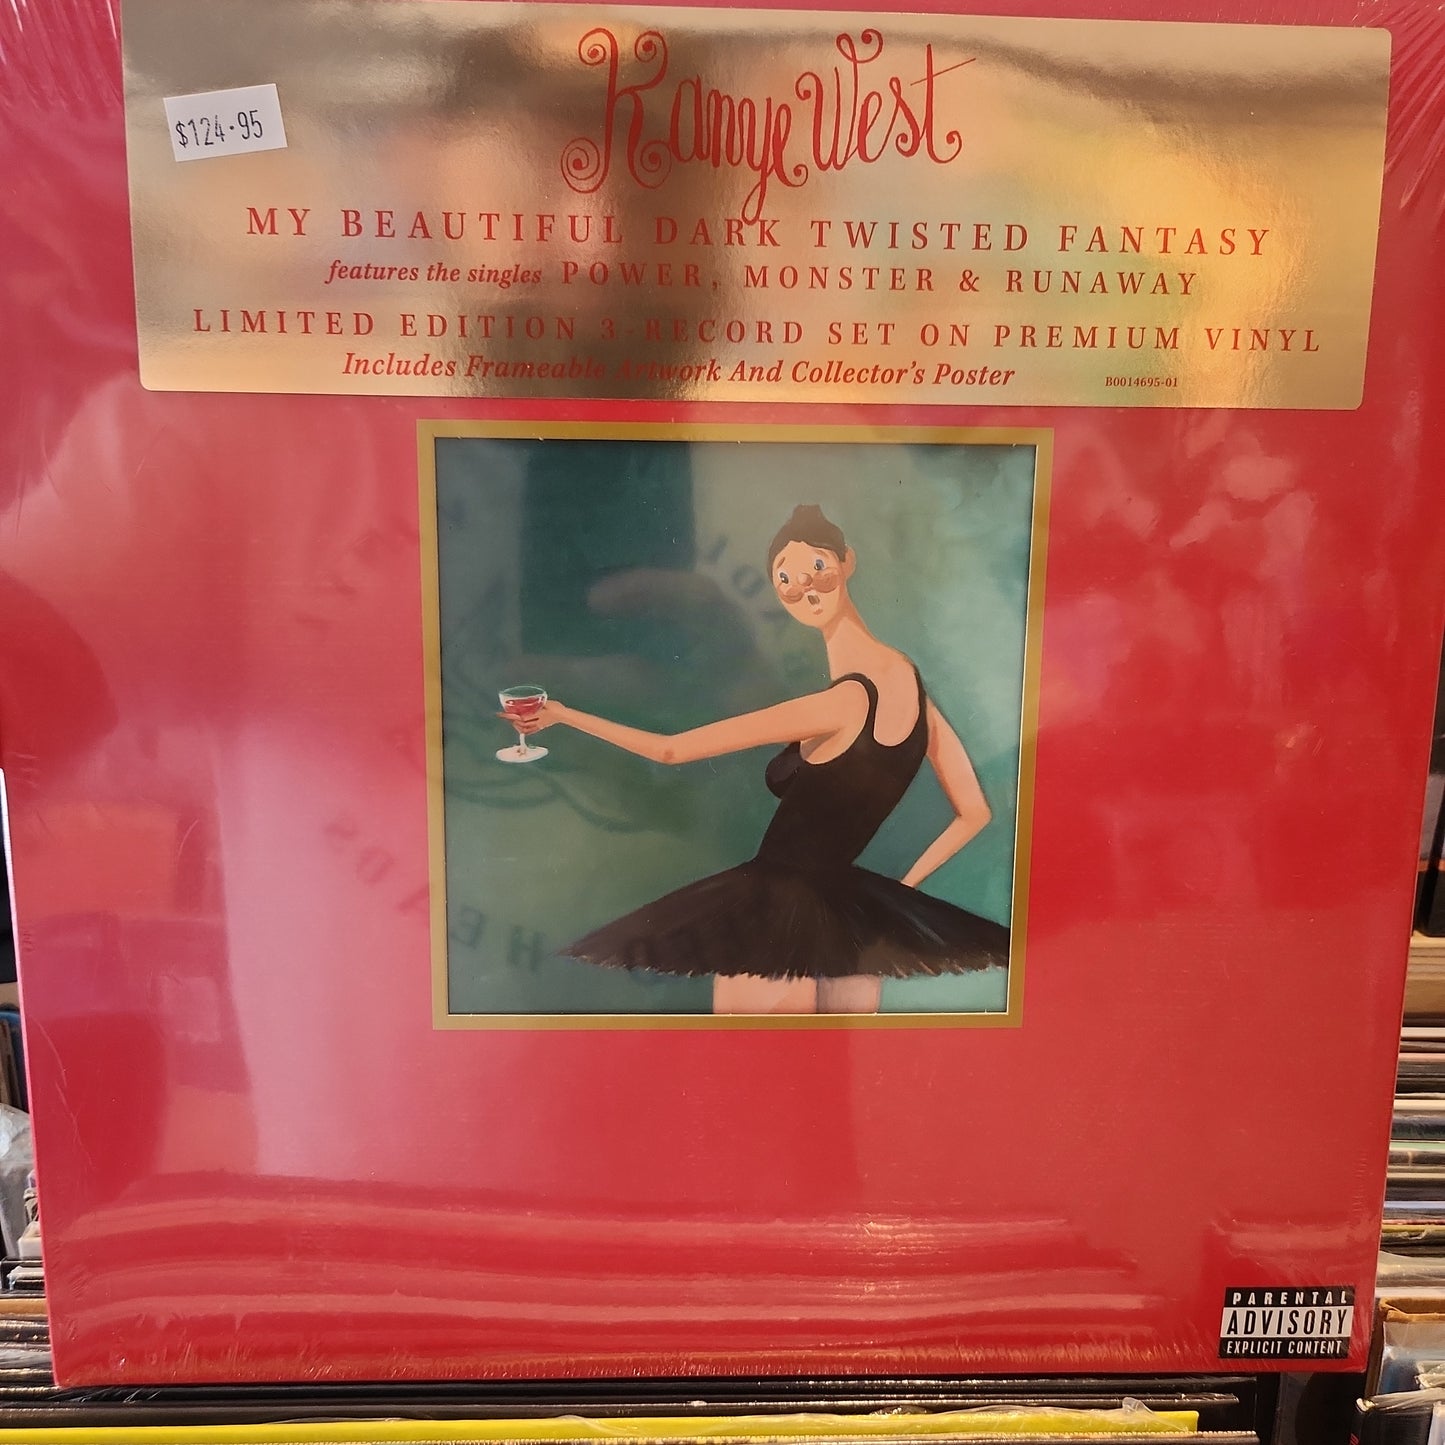 $124.95
Kanye West
MY BEAUTIFUL DARK TWISTED FANTASY
features the singles POWER, MONSTER & RUNAWAY
LIMITED EDITION 3-RECORD SET ON PREMIUM VINYL
Includes Frameable Artwork And Collector's Poster
B0014695-01
PARENTAL
ADVISORY
EXPLICIT CONTENT